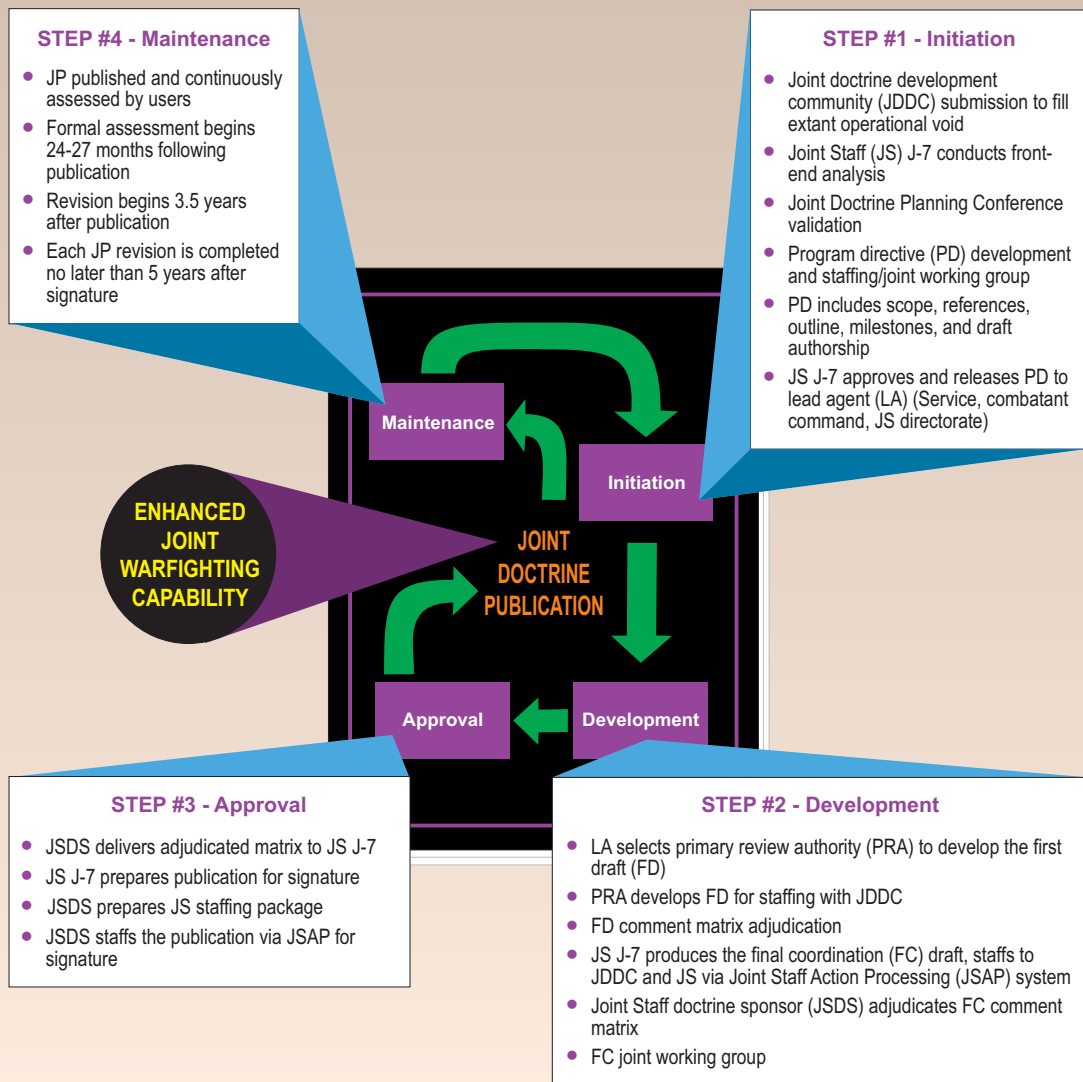 STEP #4 - Maintenance
• JP published and continuously
assessed by users
• Formal assessment begins
24-27 months following
publication
• Revision begins 3.5 years
after publication
• Each JP revision is completed
no later than 5 years after
signature
STEP #1 - Initiation
• Joint doctrine development
community (JDDC) submission to fill
extant operational void
• Joint Staff (JS) J-7 conducts front-
end analysis
• Joint Doctrine Planning Conference
validation
• Program directive (PD) development
and staffing/joint working group
• PD includes scope, references,
outline, milestones, and draft
authorship
• JS J-7 approves and releases PD to
lead agent (LA) (Service, combatant
command, JS directorate)
Maintenance
Initiation
ENHANCED
JOINT
WARFIGHTING
CAPABILITY
JOINT
DOCTRINE
PUBLICATION
Approval
Development
STEP #3 - Approval
• JSDS delivers adjudicated matrix to JS J-7
• JS J-7 prepares publication for signature
• JSDS prepares JS staffing package
• JSDS staffs the publication via JSAP for
signature
STEP #2 - Development
• LA selects primary review authority (PRA) to develop the first
draft (FD)
• PRA develops FD for staffing with JDDC
• FD comment matrix adjudication
• JS J-7 produces the final coordination (FC) draft, staffs to
JDDC and JS via Joint Staff Action Processing (JSAP) system
• Joint Staff doctrine sponsor (JSDS) adjudicates FC comment
matrix
• FC joint working group